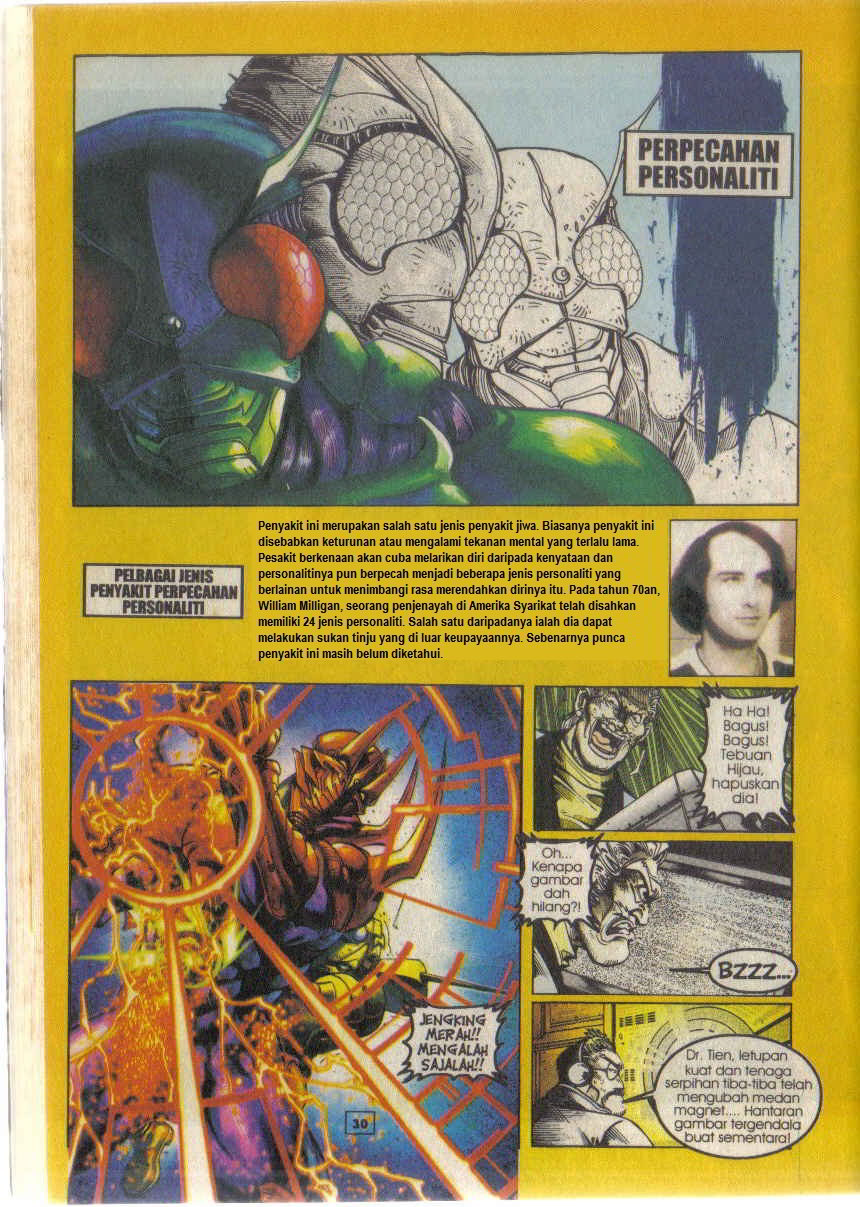 PERPECAHAN
PERSONALITI
PELBAGAI JENIS
PENYAKIT PERPECAHAN
PERSONALITI
Penyakit ini merupakan salah satu jenis penyakit jiwa. Biasanya penyakit ini
disebabkan keturunan atau mengalami tekanan mental yang terlalu lama.
Pesakit berkenaan akan cuba melarikan diri daripada kenyataan dan
personalitinya pun berpecah menjadi beberapa jenis personaliti yang
berlainan untuk menimbangi rasa merendahkan dirinya itu. Pada tahun 70an,
William Milligan, seorang penjenayah di Amerika Syarikat telah disahkan
memiliki 24 jenis personaliti. Salah satu daripadanya ialah dia dapat
melakukan sukan tinju yang di luar keupayaannya. Sebenarnya punca
penyakit ini masih belum diketahui.
JENGKING
MERAH!!
MENGALAH
SAJALAH!!
Ha Ha!
Bagus!
Bagus!
Tebuan
Hijau,
hapuskan
dia!
Oh...
Kenapa
gambar
dah
hilang?!
BZZZ...
Dr. Tien, letupan
kuat dan tenaga
serpihan tiba-tiba telah
mengubah medan
magnet.... Hantaran
gambar tergendala
buat sementara!
30